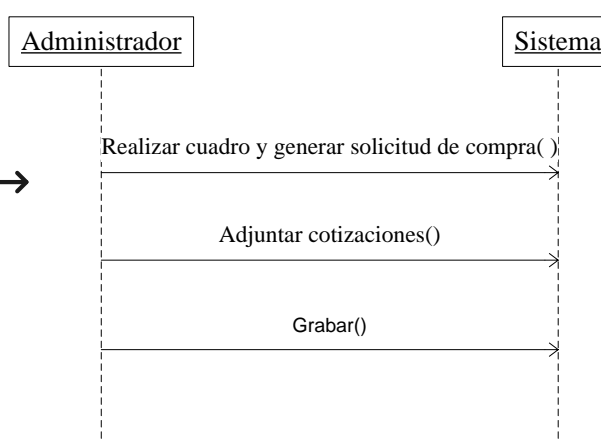 Administrador
Sistema
Realizar cuadro y generar solicitud de compra( )
Adjuntar cotizaciones()
Grabar()